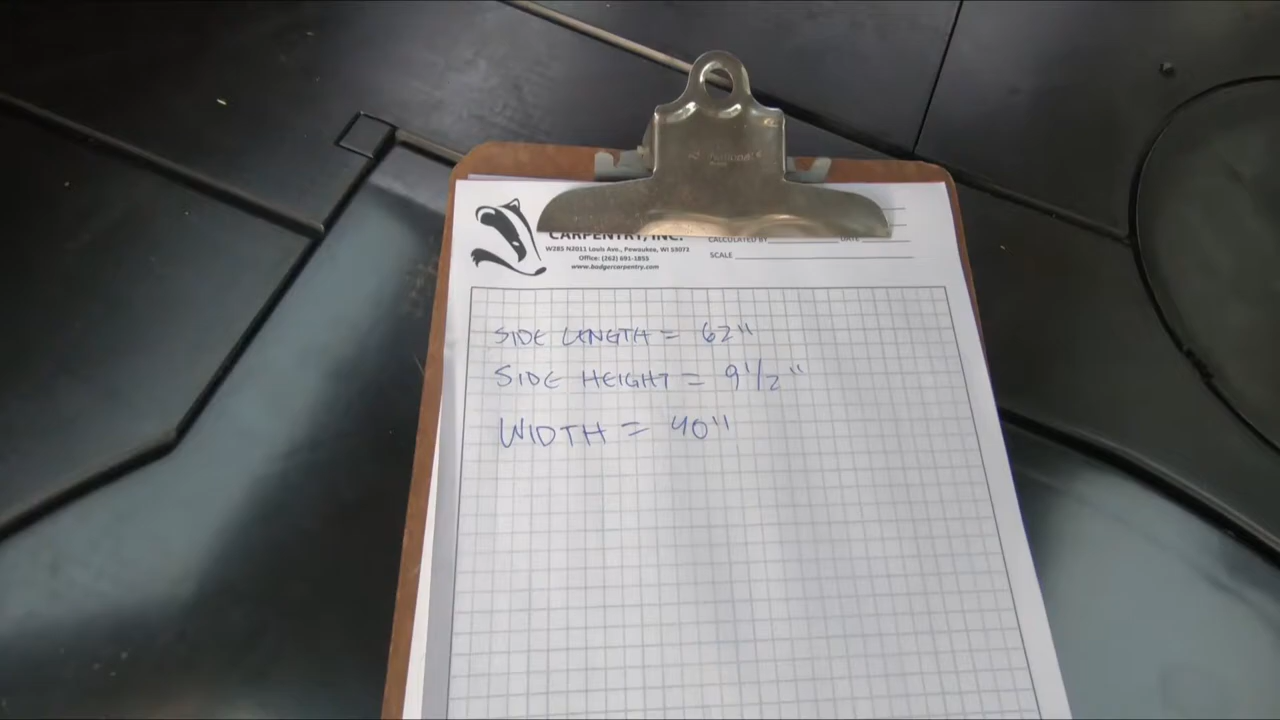 CARPENTRY, INC.
W285 N2011 Louis Ave., Pewaukee, WI 53072
Office: (262) 691-1855
www.badgercarpentry.com
CALCULATED BY DATE
SCALE
SIDE LENGTH = 62"
SIDE HEIGHT = 9 1/2"
WIDTH = 40"